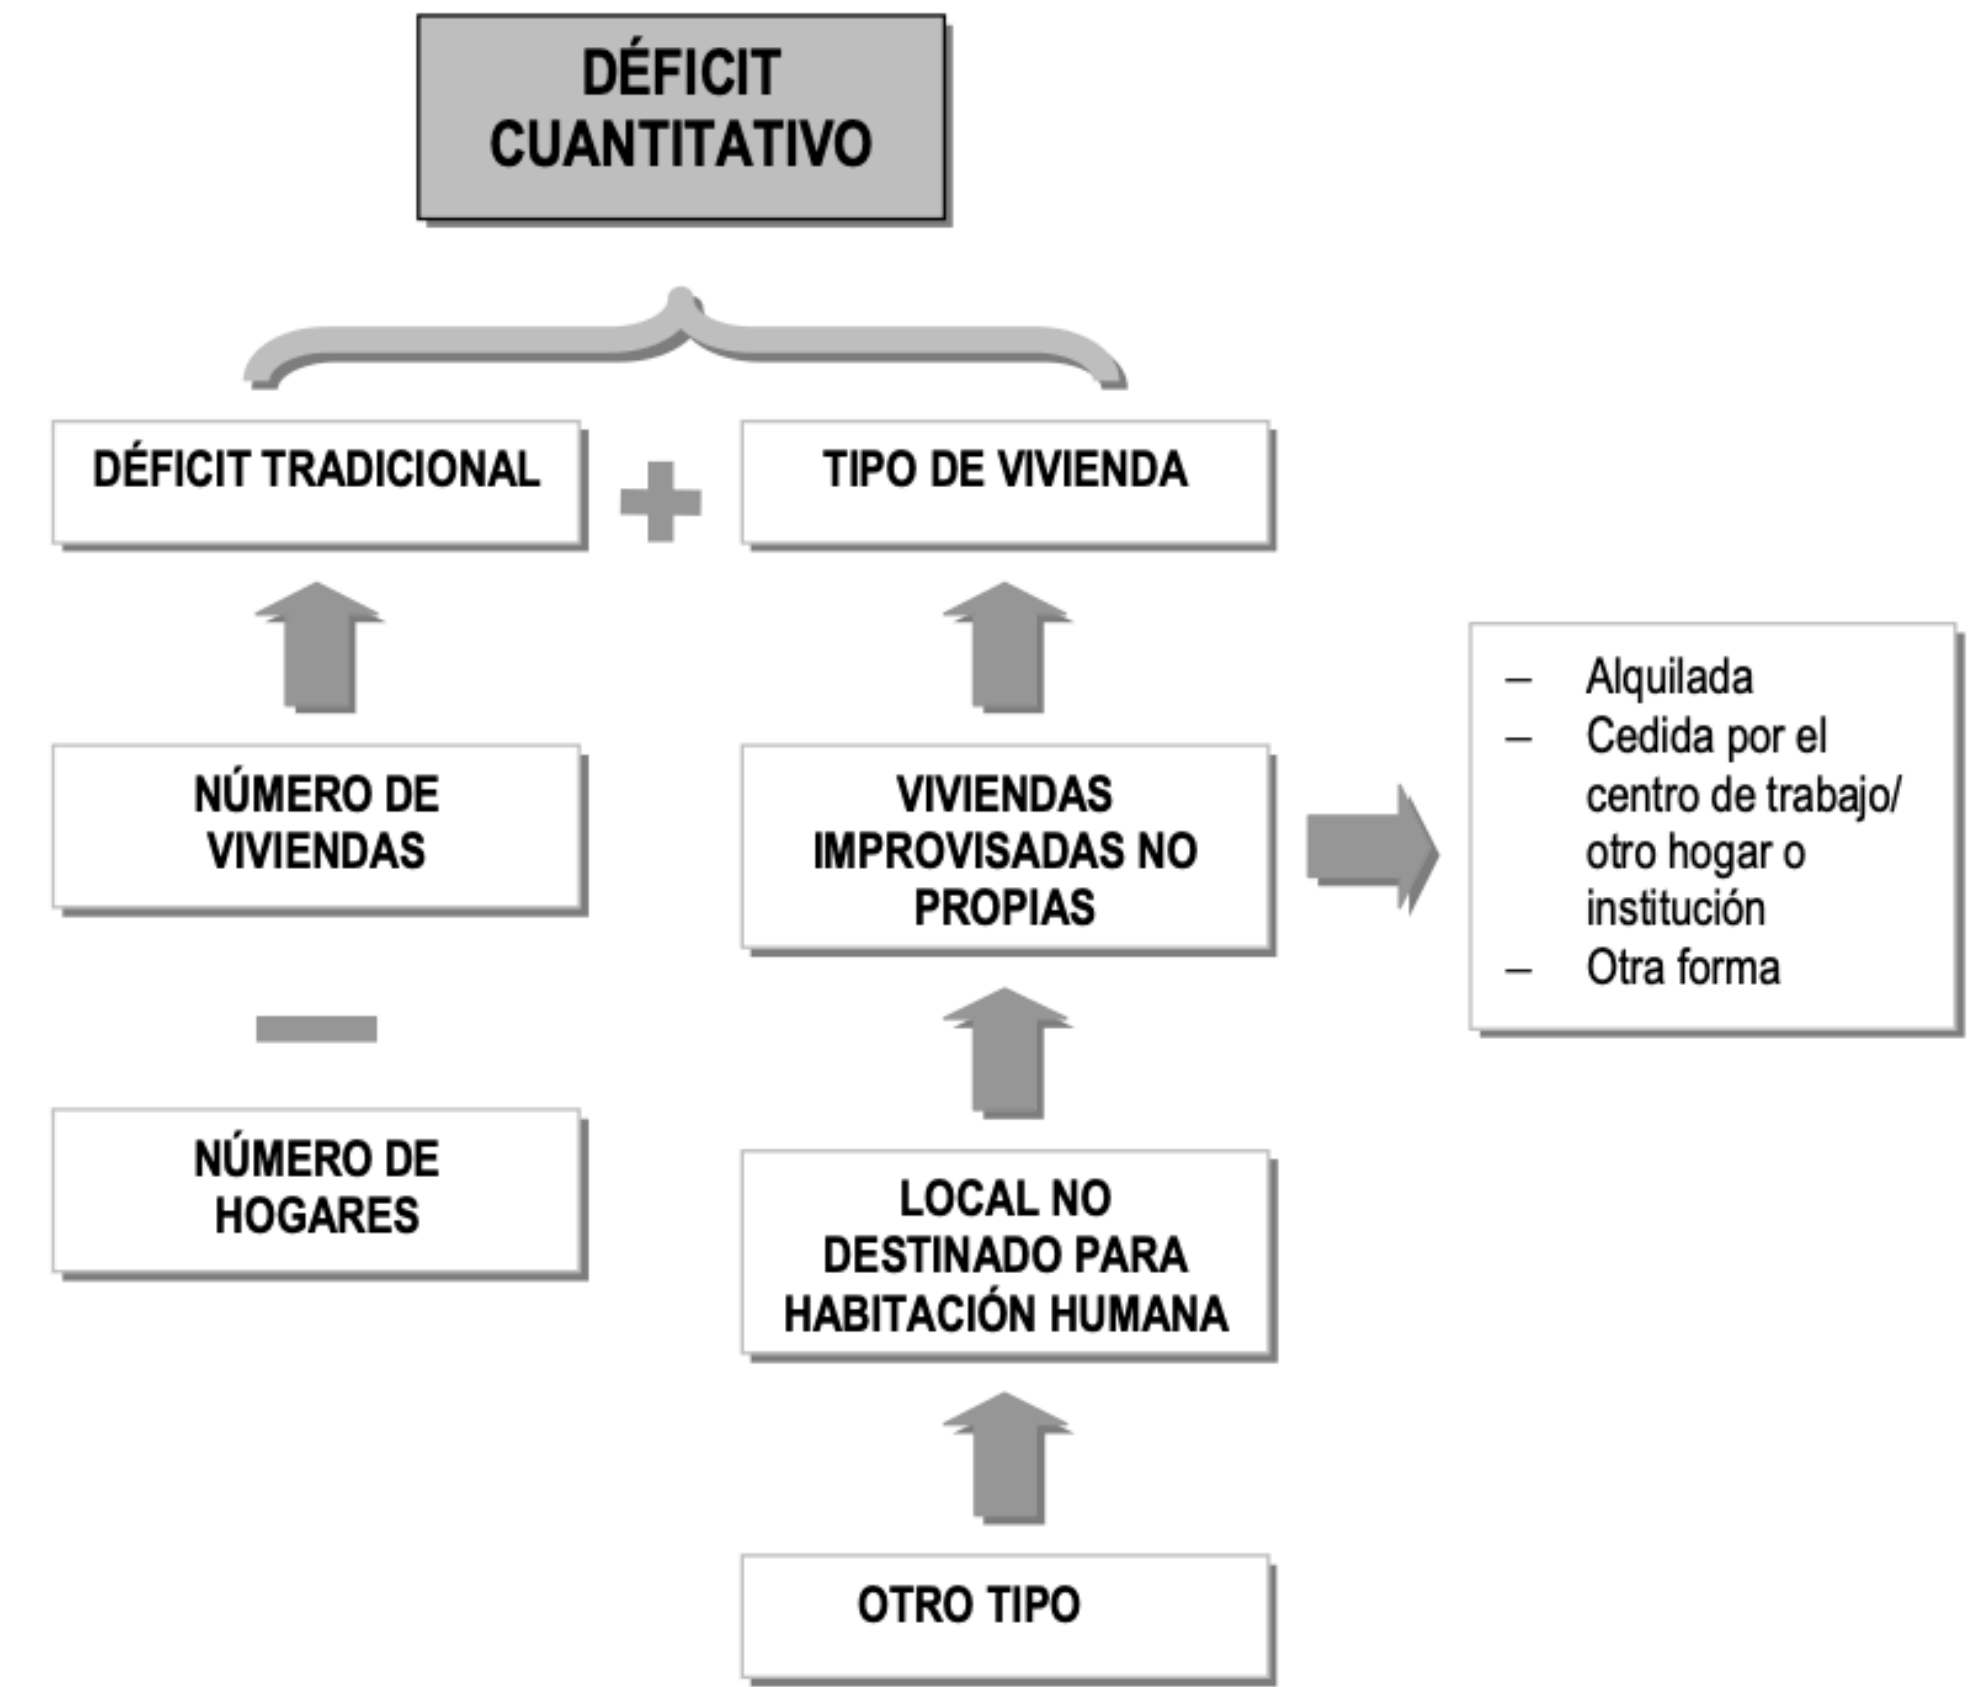 DÉFICIT
CUANTITATIVO
DÉFICIT TRADICIONAL
TIPO DE VIVIENDA
NÚMERO DE
VIVIENDAS
VIVIENDAS
IMPROVISADAS NO
PROPIAS
– Alquilada
– Cedida por el
centro de trabajo/
otro hogar o
institución
– Otra forma
NÚMERO DE
HOGARES
LOCAL NO
DESTINADO PARA
HABITACIÓN HUMANA
OTRO TIPO